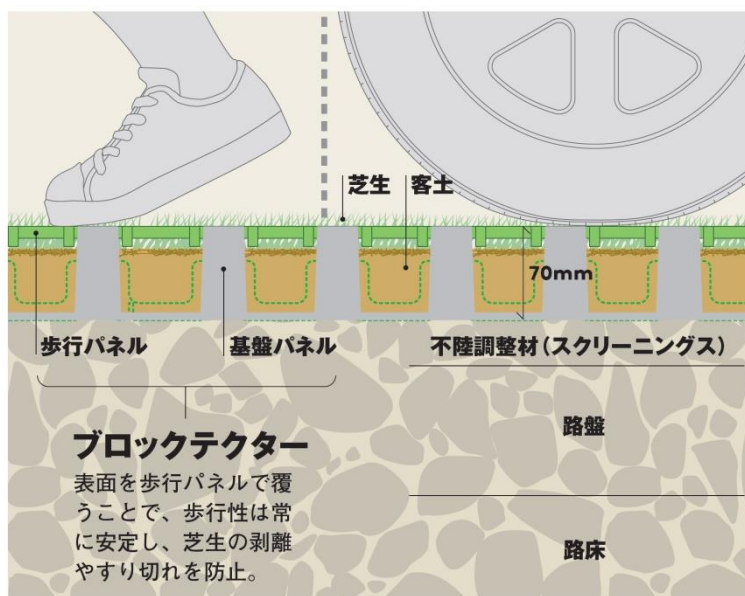 芝生
客土
70mm
歩行パネル
基盤パネル
不陸調整材(スクリーニングス)
ブロックテクター
表面を歩行パネルで覆
うことで、歩行性は常
に安定し、芝生の剥離
やすり切れを防止。
路盤
路床